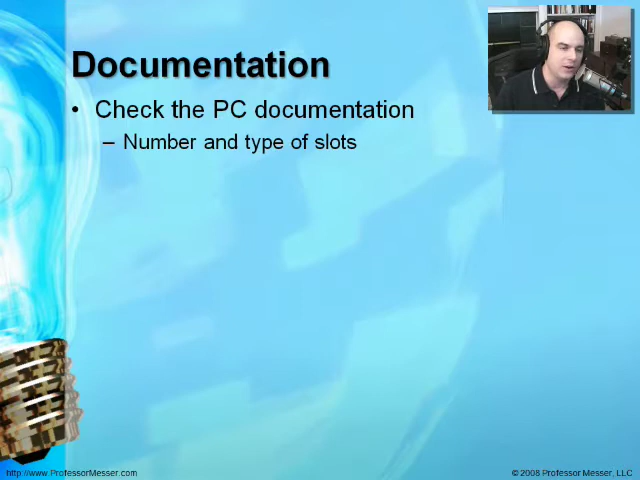 Documentation
• Check the PC documentation
– Number and type of slots
http://www.ProfessorMesser.com
© 2008 Professor Messer, LLC